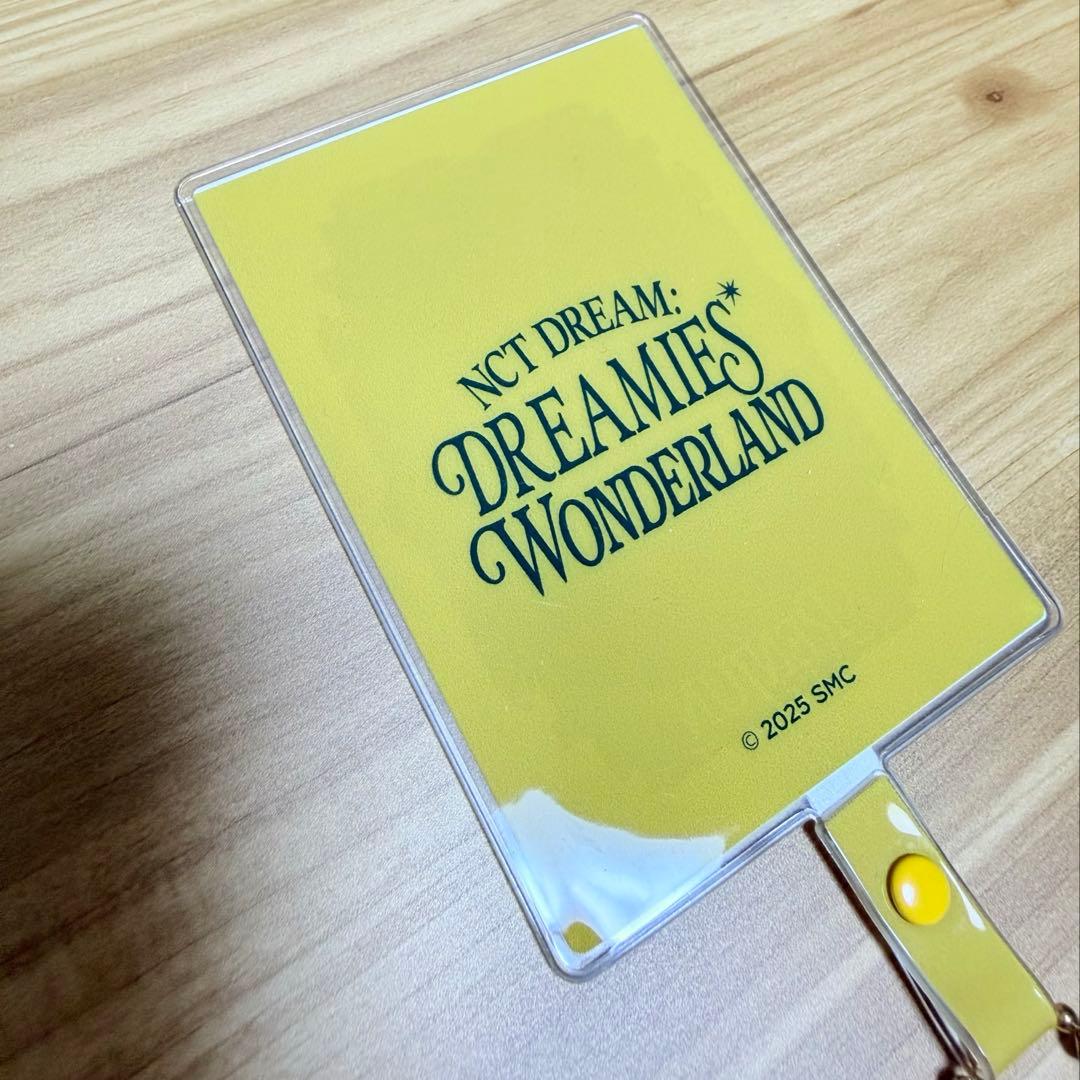 NCT DREAM:
DREAMIES*
WONDERLAND
© 2025 SMC